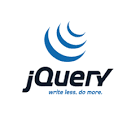 jQuery
write less, do more.